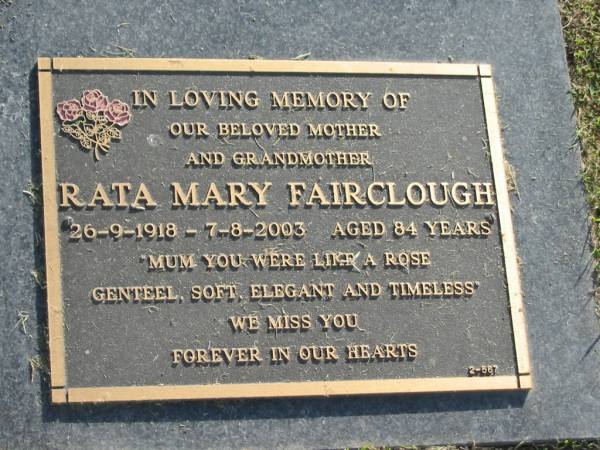 IN LOVING MEMORY OF
OUR BELOVED MOTHER
AND GRANDMOTHER
RATA MARY FAIRCLOUGH
26-9-1918 - 7-8-2003 AGED 84 YEARS
"MUM YOU WERE LIKE A ROSE
GENTEEL, SOFT, ELEGANT AND TIMELESS"
WE MISS YOU
FOREVER IN OUR HEARTS
2-587